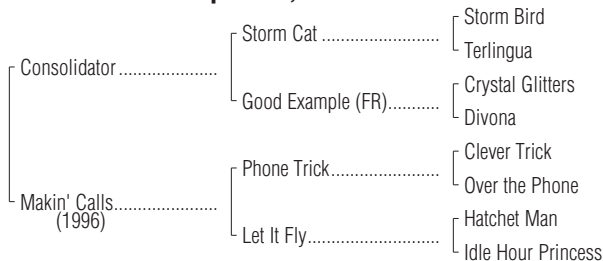 Storm Bird
Storm Cat ........................
Terlingua
Consolidator .....................
Crystal Glitters
Good Example (FR)...........
Divona
Clever Trick
Phone Trick.......................
Over the Phone
Makin' Calls......................
(1996)
Hatchet Man
Let It Fly............................
Idle Hour Princess